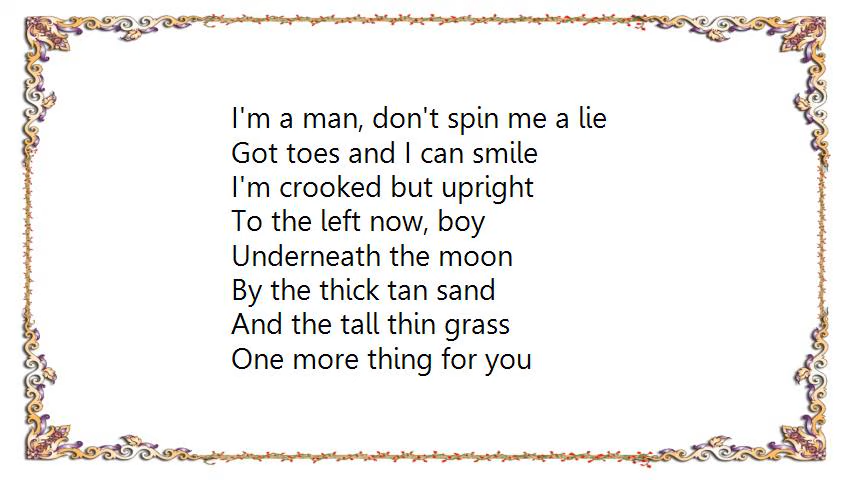 I'm a man, don't spin me a lie
Got toes and I can smile
I'm crooked but upright
To the left now, boy
Underneath the moon
By the thick tan sand
And the tall thin grass
One more thing for you